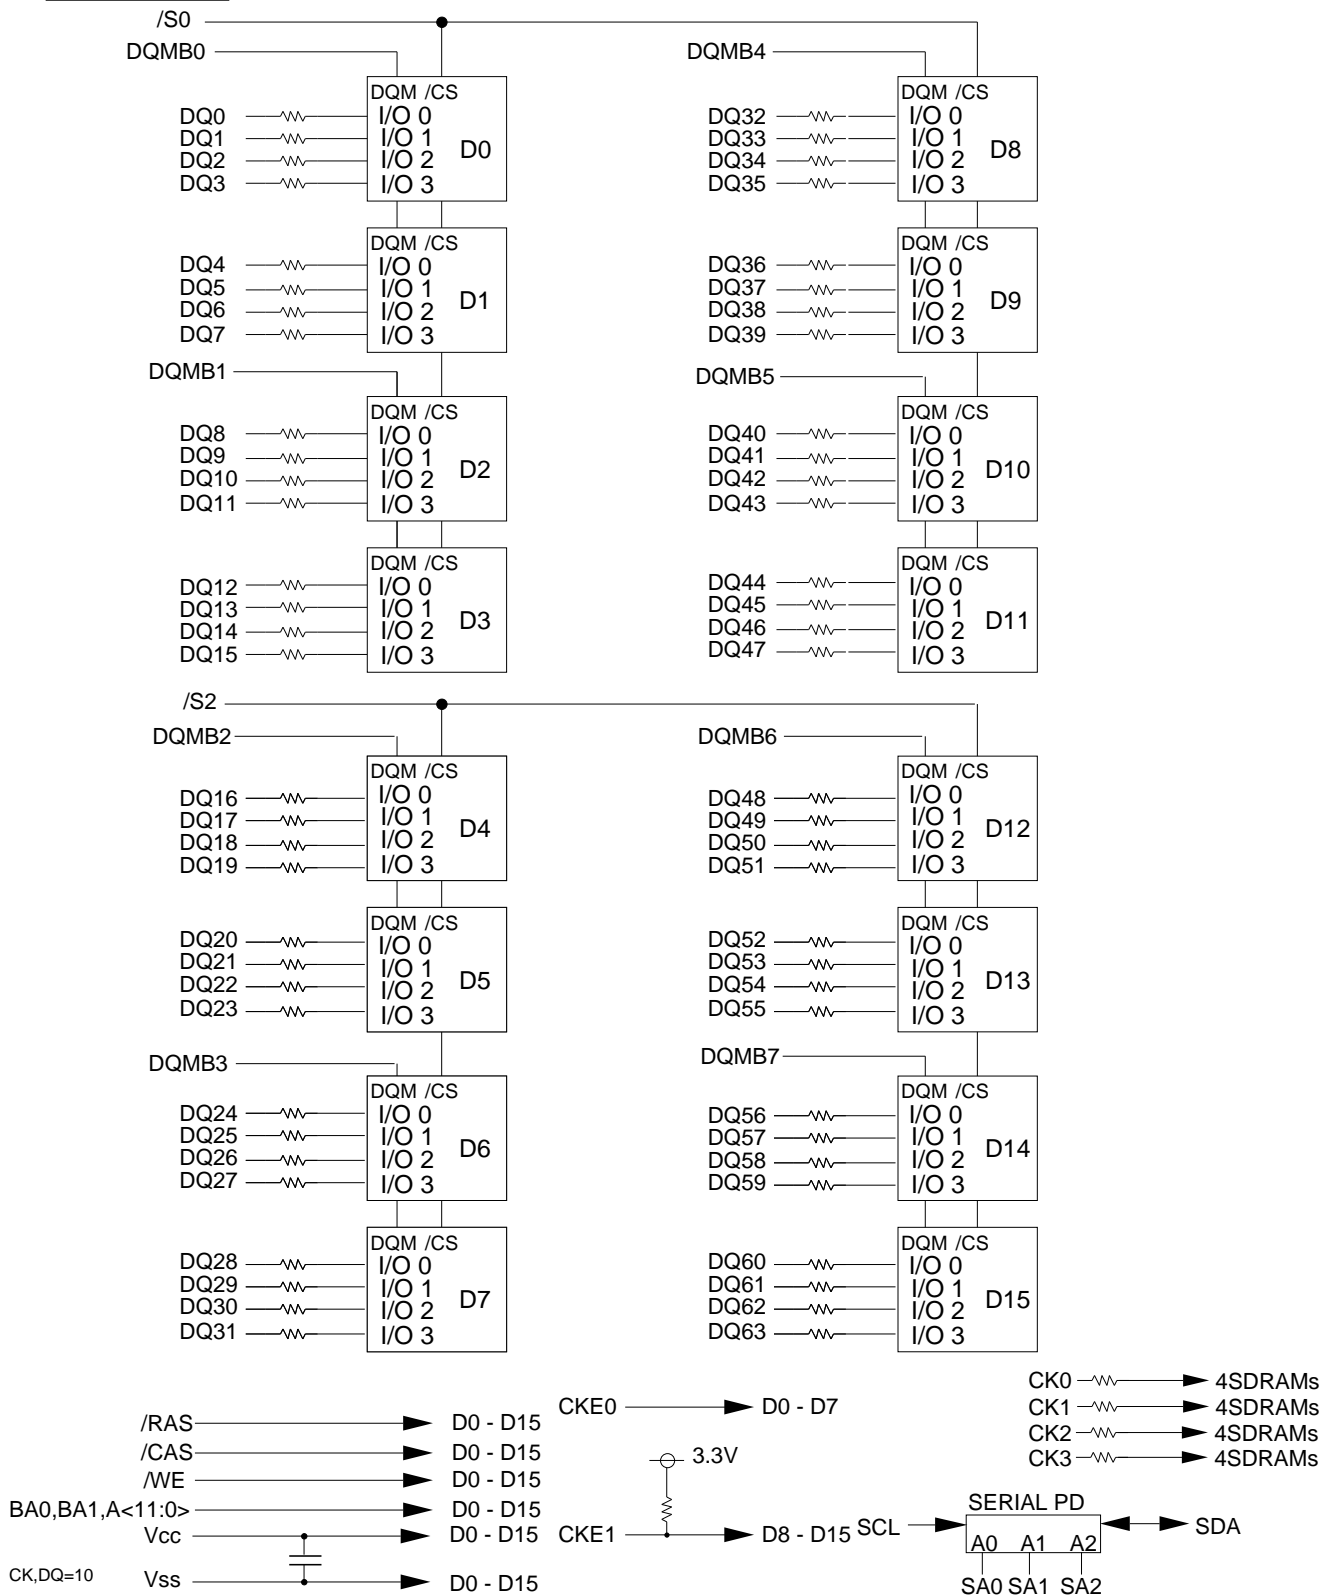 /S0
DQMB0 DQMB4
DQM /CS DQM /CS
DQ0 I/O 0 DQ32 I/O 0
DQ1 I/O 1 DQ33 I/O 1
D0 D8
DQ2 I/O 2 DQ34 I/O 2
DQ3 I/O 3 DQ35 I/O 3
DQM /CS DQM /CS
DQ4 I/O 0 DQ36 I/O 0
DQ5 I/O 1 DQ37 I/O 1
D1 D9
DQ6 I/O 2 DQ38 I/O 2
DQ7 I/O 3 DQ39 I/O 3
DQMB1 DQMB5
DQM /CS DQM /CS
DQ8 I/O 0 DQ40 I/O 0
DQ9 I/O 1 DQ41 I/O 1
D2 D10
DQ10 I/O 2 DQ42 I/O 2
DQ11 I/O 3 DQ43 I/O 3
DQM /CS DQM /CS
DQ12 I/O 0 DQ44 I/O 0
DQ13 I/O 1 DQ45 I/O 1
D3 D11
DQ14 I/O 2 DQ46 I/O 2
DQ15 I/O 3 DQ47 I/O 3
/S2
DQMB2 DQMB6
DQM /CS DQM /CS
DQ16 I/O 0 DQ48 I/O 0
DQ17 I/O 1 DQ49 I/O 1
D4 D12
DQ18 I/O 2 DQ50 I/O 2
DQ19 I/O 3 DQ51 I/O 3
DQM /CS DQM /CS
DQ20 I/O 0 DQ52 I/O 0
DQ21 I/O 1 DQ53 I/O 1
D5 D13
DQ22 I/O 2 DQ54 I/O 2
DQ23 I/O 3 DQ55 I/O 3
DQMB3 DQMB7
DQM /CS DQM /CS
DQ24 I/O 0 DQ56 I/O 0
DQ25 I/O 1 DQ57 I/O 1
D6 D14
DQ26 I/O 2 DQ58 I/O 2
DQ27 I/O 3 DQ59 I/O 3
DQM /CS DQM /CS
DQ28 I/O 0 DQ60 I/O 0
DQ29 I/O 1 DQ61 I/O 1
D7 D15
DQ30 I/O 2 DQ62 I/O 2
DQ31 I/O 3 DQ63 I/O 3
CK0 4SDRAMs
CKE0 D0 - D7 CK1 4SDRAMs
/RAS D0 - D15 CK2 4SDRAMs
/CAS D0 - D15 3.3V CK3 4SDRAMs
/WE D0 - D15
BA0,BA1,A<11:0> D0 - D15 SERIAL PD
Vcc D0 - D15 CKE1 D8 - D15 SCL SDA
A0 A1 A2
CK,DQ=10 Vss D0 - D15 SA0 SA1 SA2